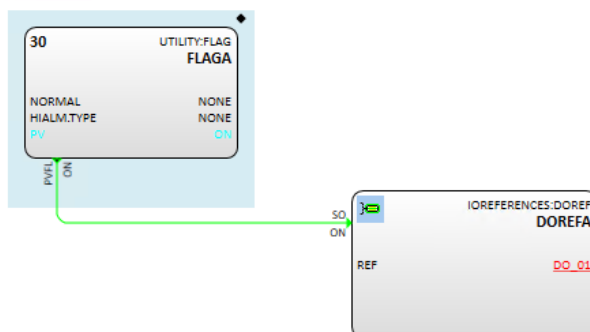 30 UTILITY:FLAG
FLAGA
NORMAL NONE
HIALM.TYPE NONE
PV ON
PVFL
ON
SO
ON
IOREFERENCES:DOREF
DOREFA
REF DO_01